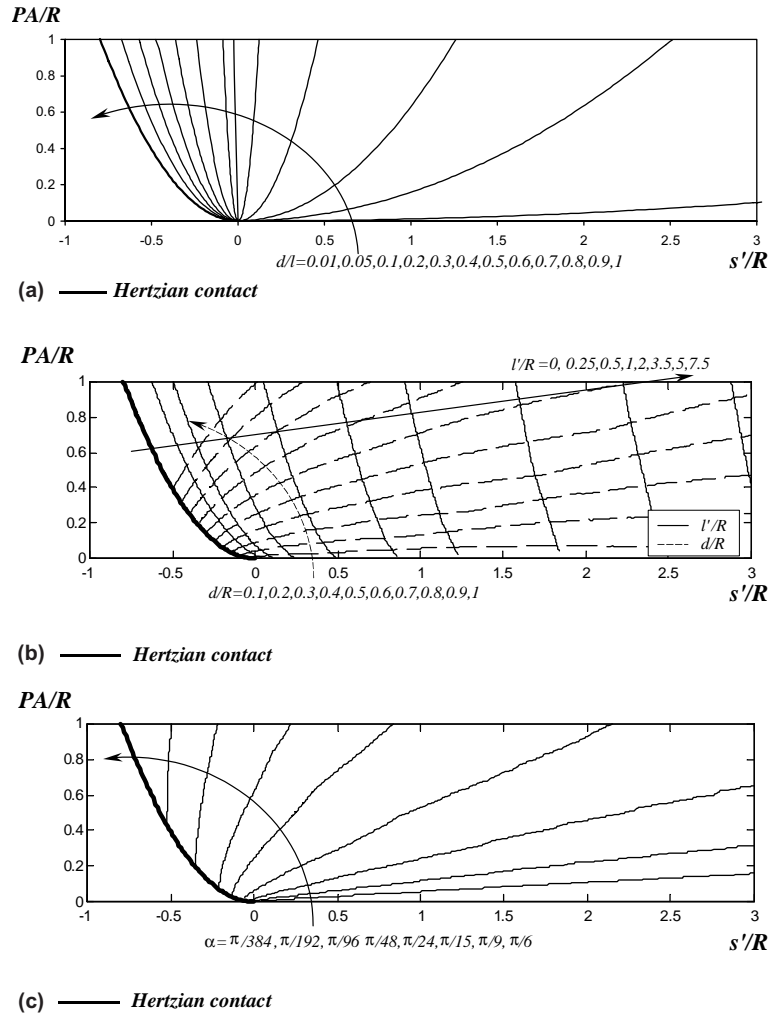 PA/R
1
0.8
0.6
0.4
0.2
0
-1 -0.5 0 0.5 1 1.5 2 2.5 3
d/l=0.01,0.05,0.1,0.2,0.3,0.4,0.5,0.6,0.7,0.8,0.9,1
s'/R
(a) Hertzian contact
PA/R
l'/R =0, 0.25,0.5,1,2,3.5,5,7.5
1
0.8
0.6
0.4
0.2
0
l'/R
d/R
-1 -0.5 0 0.5 1 1.5 2 2.5 3
d/R=0.1,0.2,0.3,0.4,0.5,0.6,0.7,0.8,0.9,1
s'/R
(b) Hertzian contact
PA/R
1
0.8
0.6
0.4
0.2
0
-1 -0.5 0 0.5 1 1.5 2 2.5 3
α= π/384 , π/192, π/96 π/48, π/24, π/15, π/9, π/6
s'/R
(c) Hertzian contact